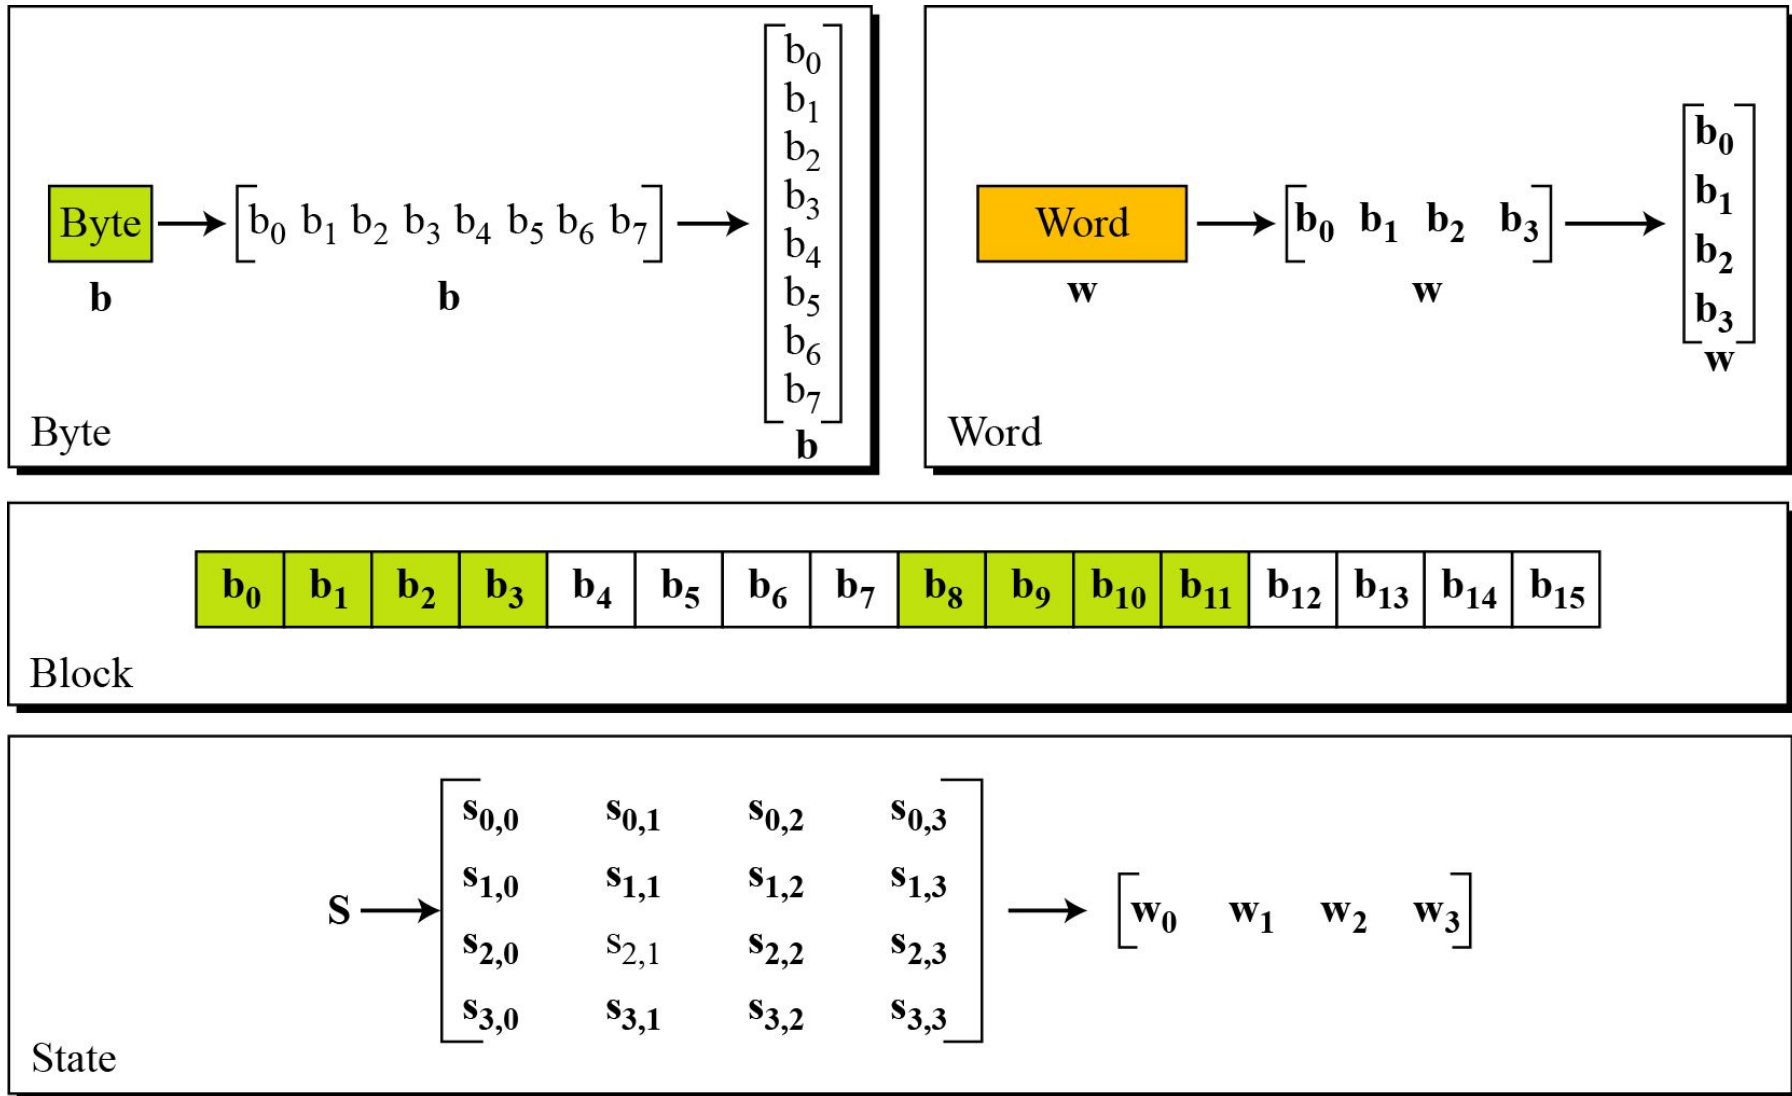 Byte → [b₀ b₁ b₂ b₃ b₄ b₅ b₆ b₇] →
b
b
b₀
b₁
b₂
b₃
b₄
b₅
b₆
b₇
b
Byte
Word → [b₀ b₁ b₂ b₃] →
w
w
b₀
b₁
b₂
b₃
w
Word
b₀ b₁ b₂ b₃ b₄ b₅ b₆ b₇ b₈ b₉ b₁₀ b₁₁ b₁₂ b₁₃ b₁₄ b₁₅
Block
s₀,₀ s₀,₁ s₀,₂ s₀,₃
s₁,₀ s₁,₁ s₁,₂ s₁,₃
S → → [w₀ w₁ w₂ w₃]
s₂,₀ s₂,₁ s₂,₂ s₂,₃
s₃,₀ s₃,₁ s₃,₂ s₃,₃
State